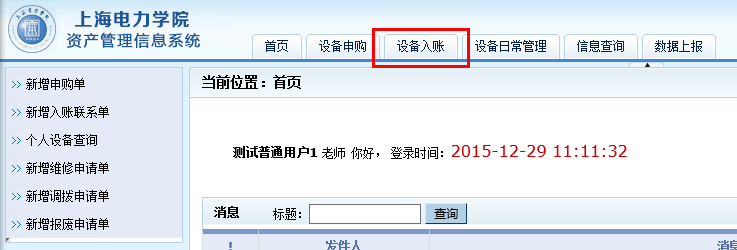 上海电力学院
资产管理信息系统
首页 设备申购 设备入账 设备日常管理 信息查询 数据上报
>> 新增申购单
>> 新增入账联系单
>> 个人设备查询
>> 新增维修申请单
>> 新增调拨申请单
>> 新增报废申请单
当前位置：首页
测试普通用户1 老师 你好，登录时间：2015-12-29 11:11:32
消息 标题： 查询
! 发件人 消息